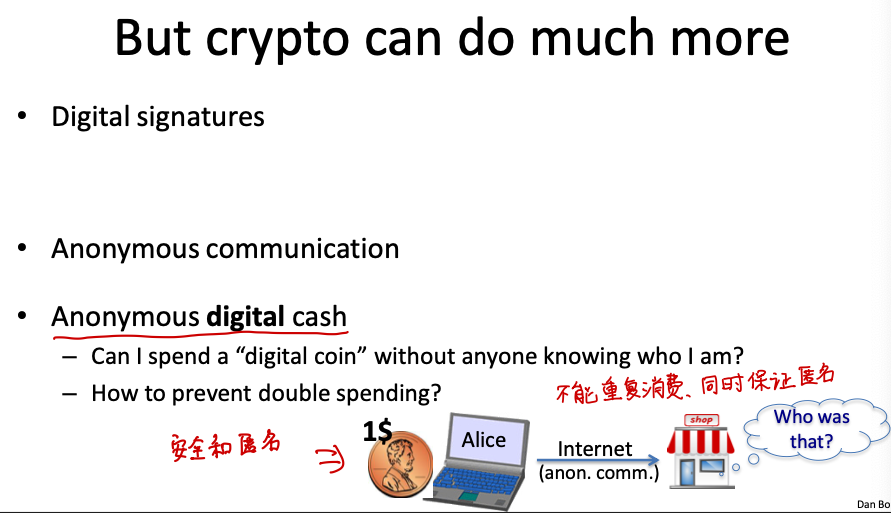 But crypto can do much more
• Digital signatures
• Anonymous communication
• Anonymous digital cash
– Can I spend a “digital coin” without anyone knowing who I am?
– How to prevent double spending?
不能重复消费、同时保证匿名
安全和匿名 ⇒
1$
Alice
Internet
(anon. comm.)
shop
Who was
that?
Dan Bo